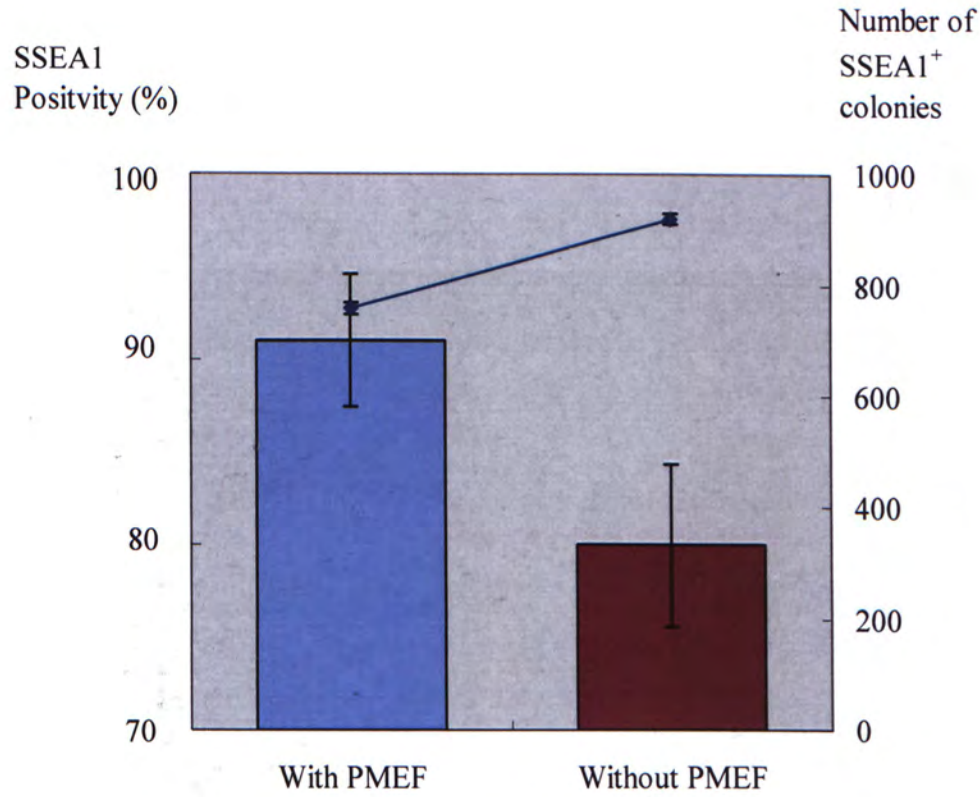 SSEA1
Positvity (%)
Number of
SSEA1⁺
colonies
100
90
80
70
1000
800
600
400
200
0
With PMEF
Without PMEF